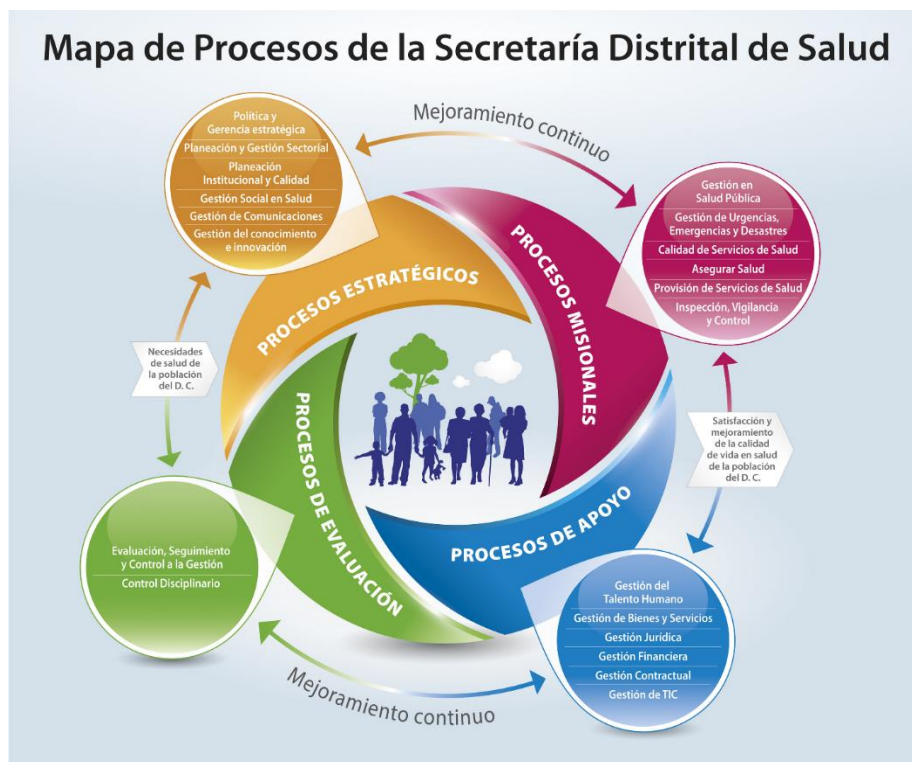 Mapa de Procesos de la Secretaría Distrital de Salud
Mejoramiento continuo
Política y
Gerencia estratégica
Planeación y Gestión Sectorial
Planeación
Institucional y Calidad
Gestión Social en Salud
Gestión de Comunicaciones
Gestión del conocimiento
e innovación
Gestión en
Salud Pública
Gestión de Urgencias,
Emergencias y Desastres
Calidad de Servicios de Salud
Asegurar Salud
Provisión de Servicios de Salud
Inspección, Vigilancia
y Control
PROCESOS ESTRATÉGICOS
PROCESOS MISIONALES
Necesidades
de salud de
la población
del D. C.
Satisfacción y
mejoramiento
de la calidad
de vida en salud
de la población
del D. C.
PROCESOS DE EVALUACIÓN
PROCESOS DE APOYO
Evaluación, Seguimiento
y Control a la Gestión
Control Disciplinario
Gestión del
Talento Humano
Gestión de Bienes y Servicios
Gestión Jurídica
Gestión Financiera
Gestión Contractual
Gestión de TIC
Mejoramiento continuo